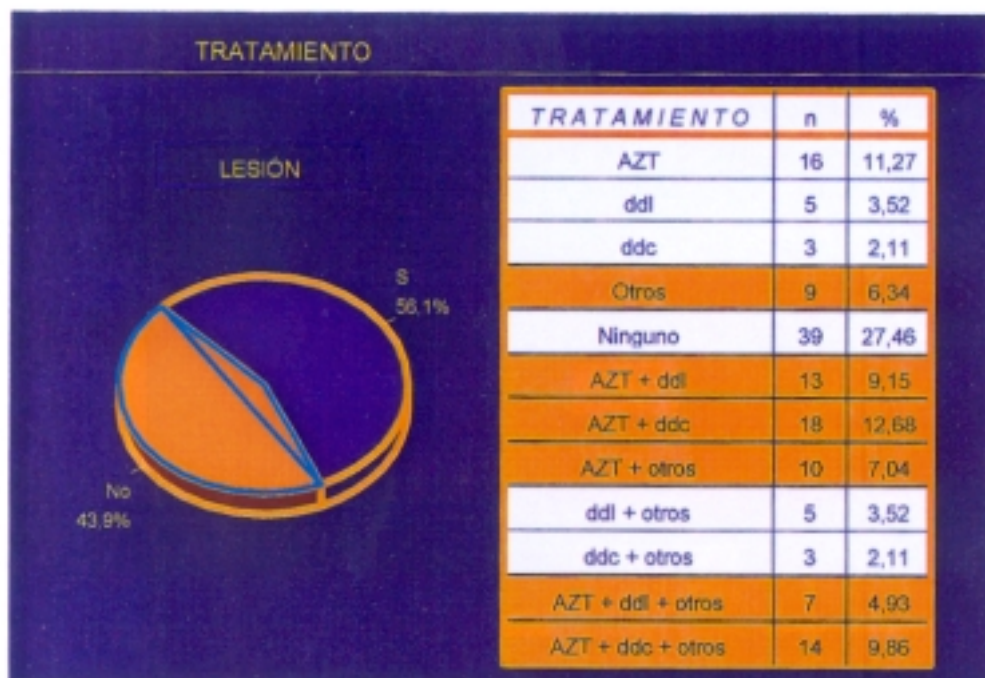 TRATAMIENTO
LESIÓN
S
56,1%
No
43,9%
TRATAMIENTO n %
AZT 16 11,27
ddI 5 3,52
ddc 3 2,11
Otros 9 6,34
Ninguno 39 27,46
AZT + ddI 13 9,15
AZT + ddc 18 12,68
AZT + otros 10 7,04
ddI + otros 5 3,52
ddc + otros 3 2,11
AZT + ddI + otros 7 4,93
AZT + ddc + otros 14 9,86